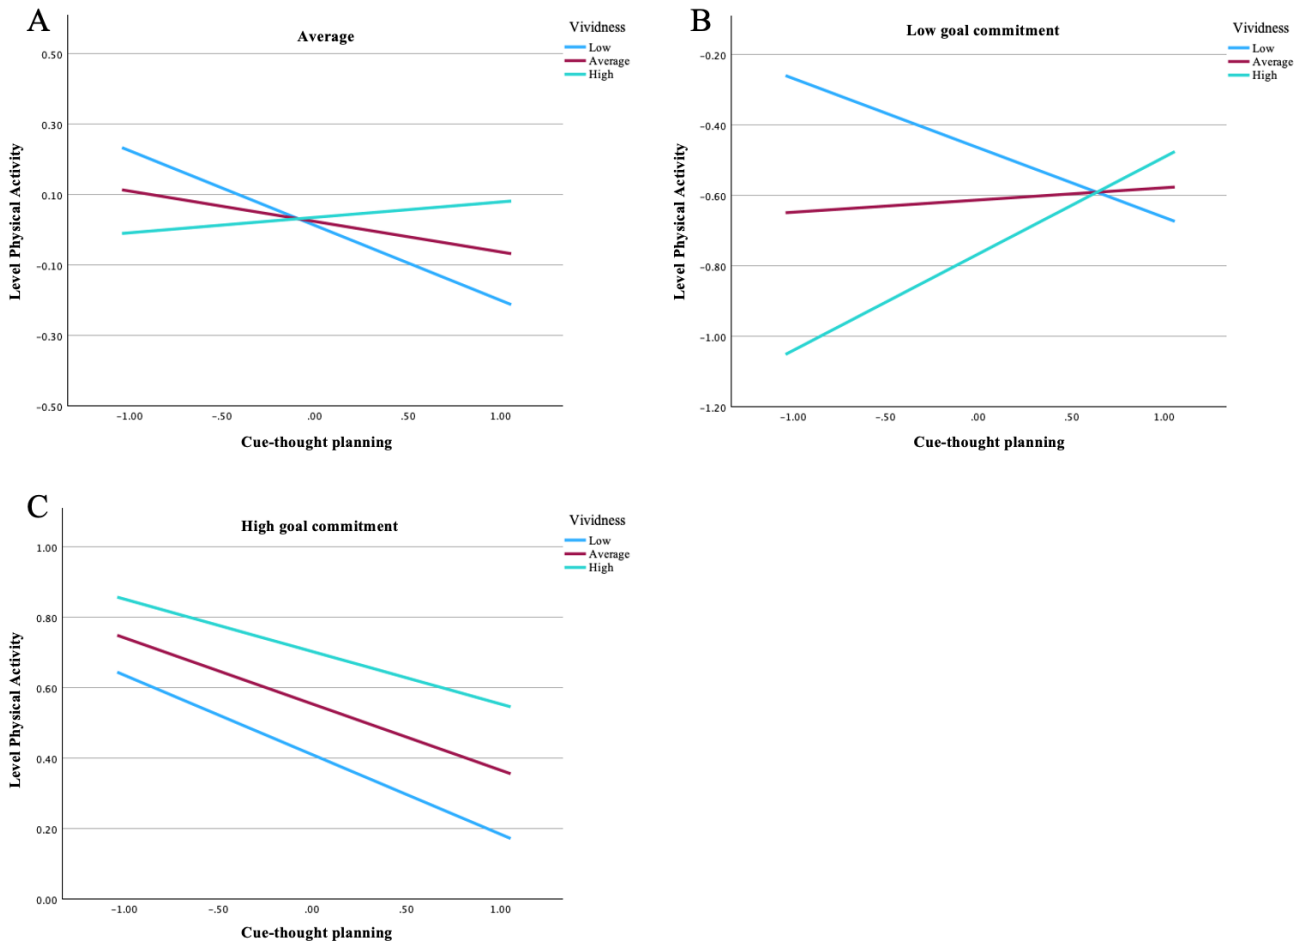 A
Average
Vividness
Low
Average
High
0.50
0.30
0.10
−0.10
−0.30
−0.50
Level Physical Activity
−1.00 −.50 .00 .50 1.00
Cue-thought planning
B
Low goal commitment
Vividness
Low
Average
High
−0.20
−0.40
−0.60
−0.80
−1.00
−1.20
Level Physical Activity
−1.00 −.50 .00 .50 1.00
Cue-thought planning
C
High goal commitment
Vividness
Low
Average
High
1.00
0.80
0.60
0.40
0.20
0.00
Level Physical Activity
−1.00 −.50 .00 .50 1.00
Cue-thought planning